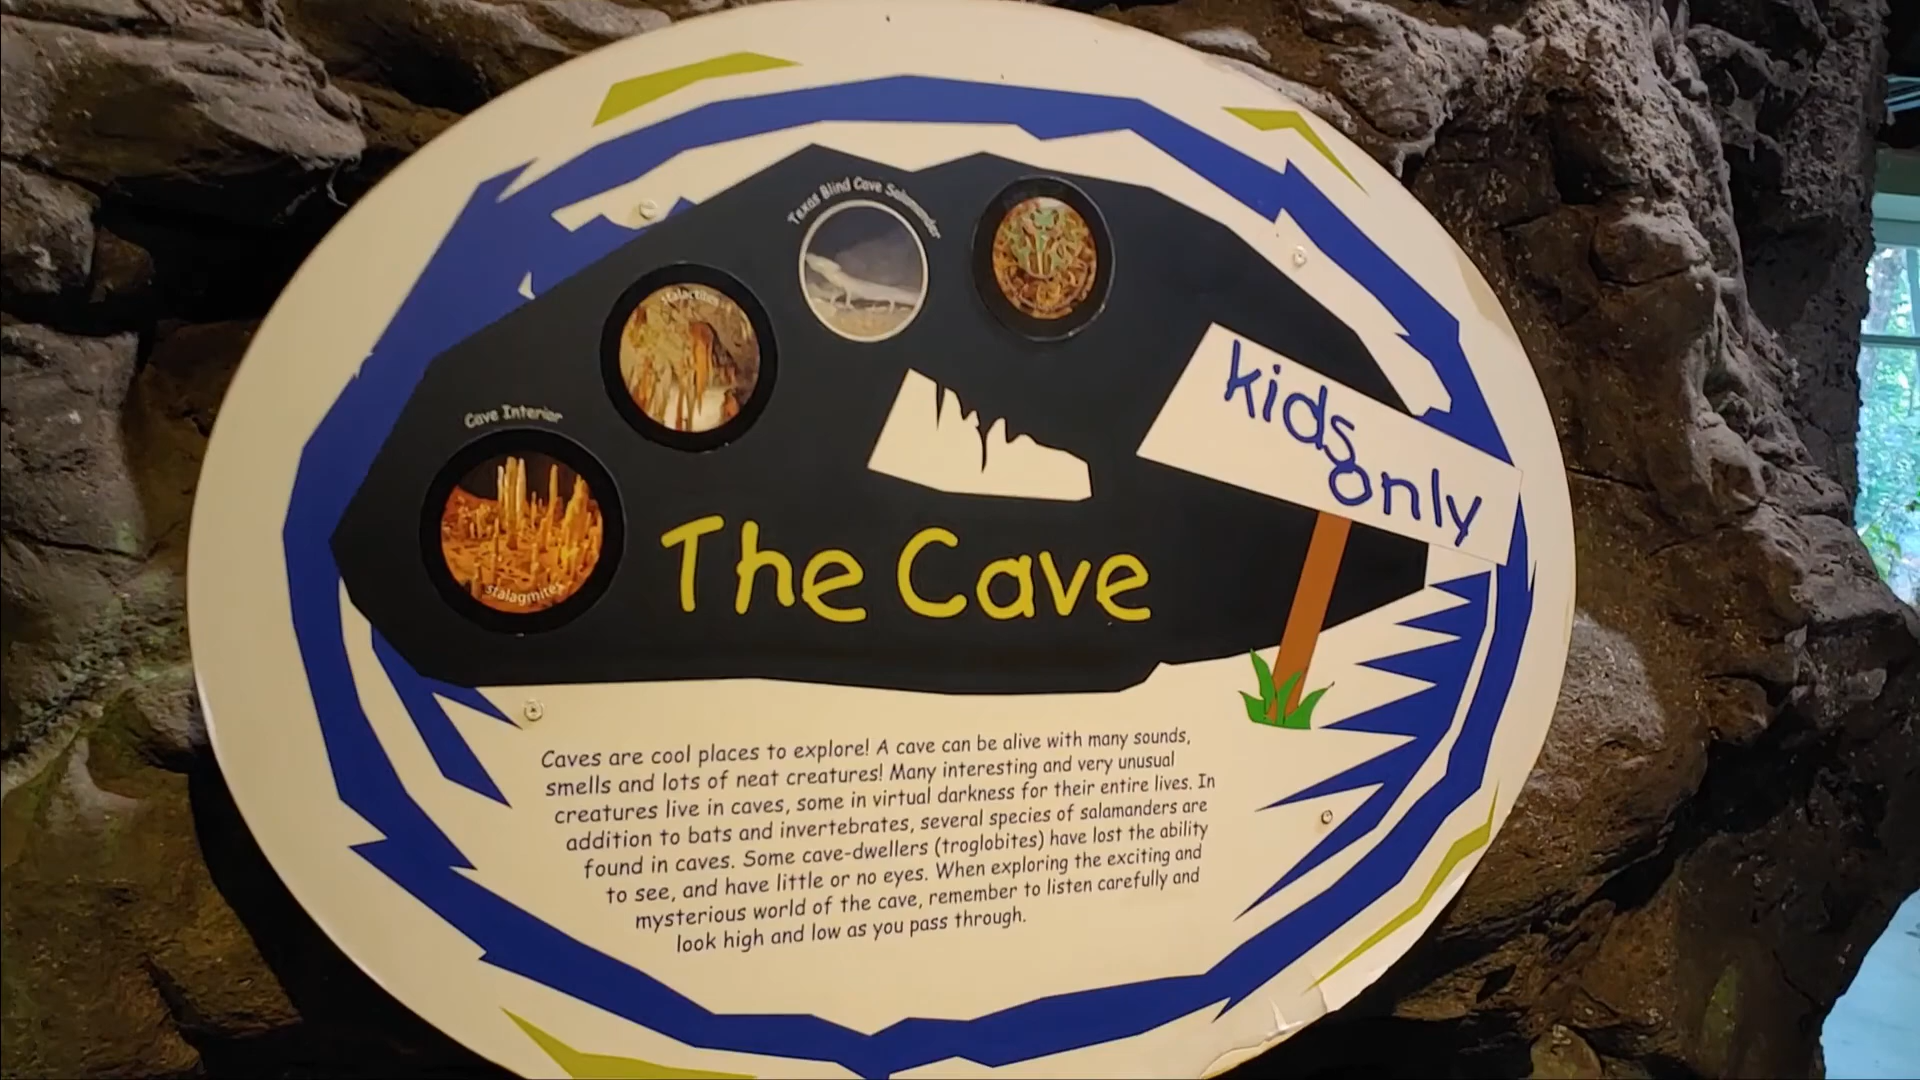 Texas Blind Cave Salamander
stalactites
Cave Interior
stalagmites
kids
only
The Cave
Caves are cool places to explore! A cave can be alive with many sounds,
smells and lots of neat creatures! Many interesting and very unusual
creatures live in caves, some in virtual darkness for their entire lives. In
addition to bats and invertebrates, several species of salamanders are
found in caves. Some cave-dwellers (troglobites) have lost the ability
to see, and have little or no eyes. When exploring the exciting and
mysterious world of the cave, remember to listen carefully and
look high and low as you pass through.